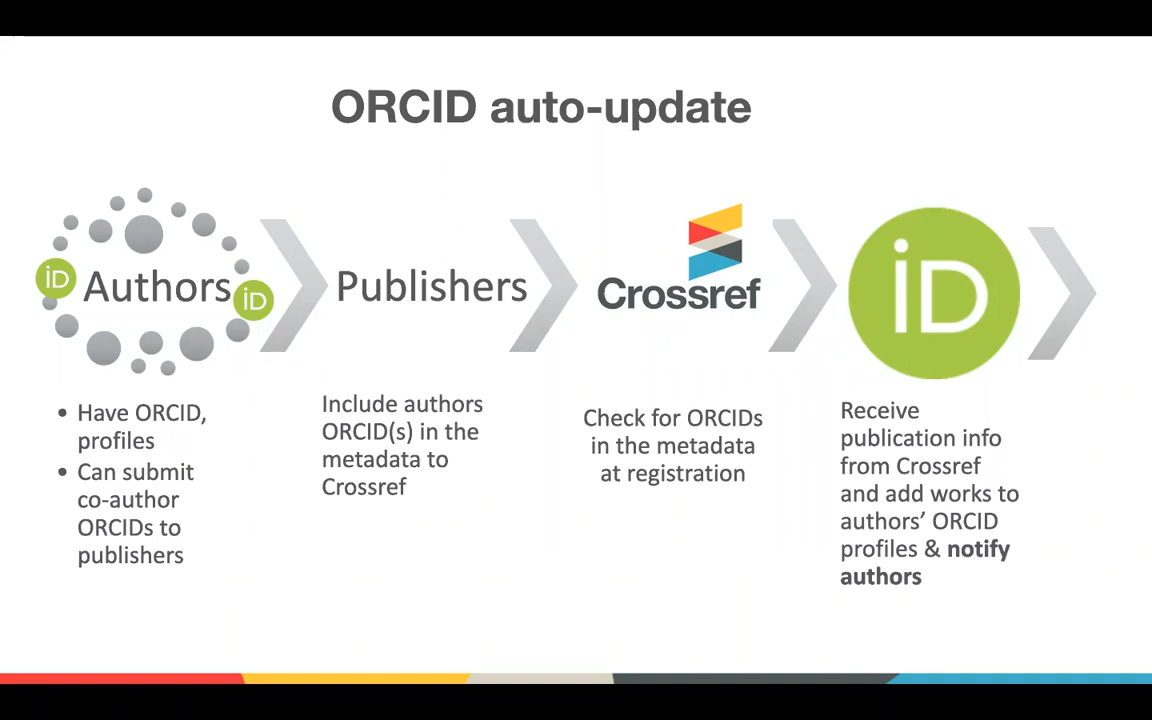 ORCID auto-update
iD
Authors
iD
Publishers
Crossref
iD
• Have ORCID,
profiles
• Can submit
co-author
ORCIDs to
publishers
Include authors
ORCID(s) in the
metadata to
Crossref
Check for ORCIDs
in the metadata
at registration
Receive
publication info
from Crossref
and add works to
authors’ ORCID
profiles & notify
authors